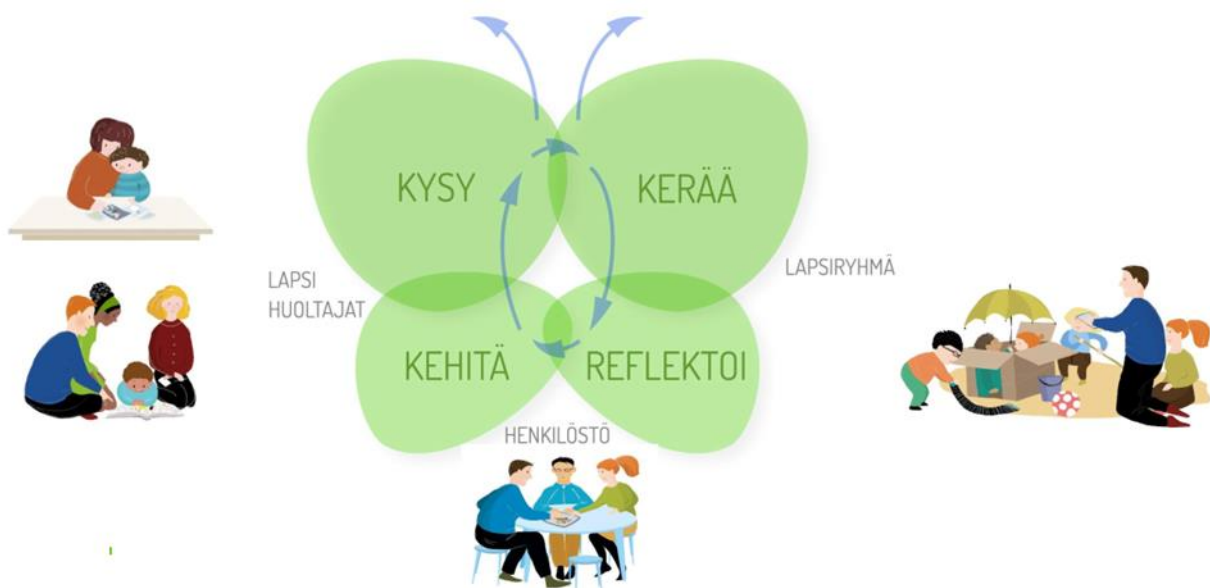 KYSY
KERÄÄ
LAPSI
HUOLTAJAT
LAPSIRYHMÄ
KEHITÄ
REFLEKTOI
HENKILÖSTÖ